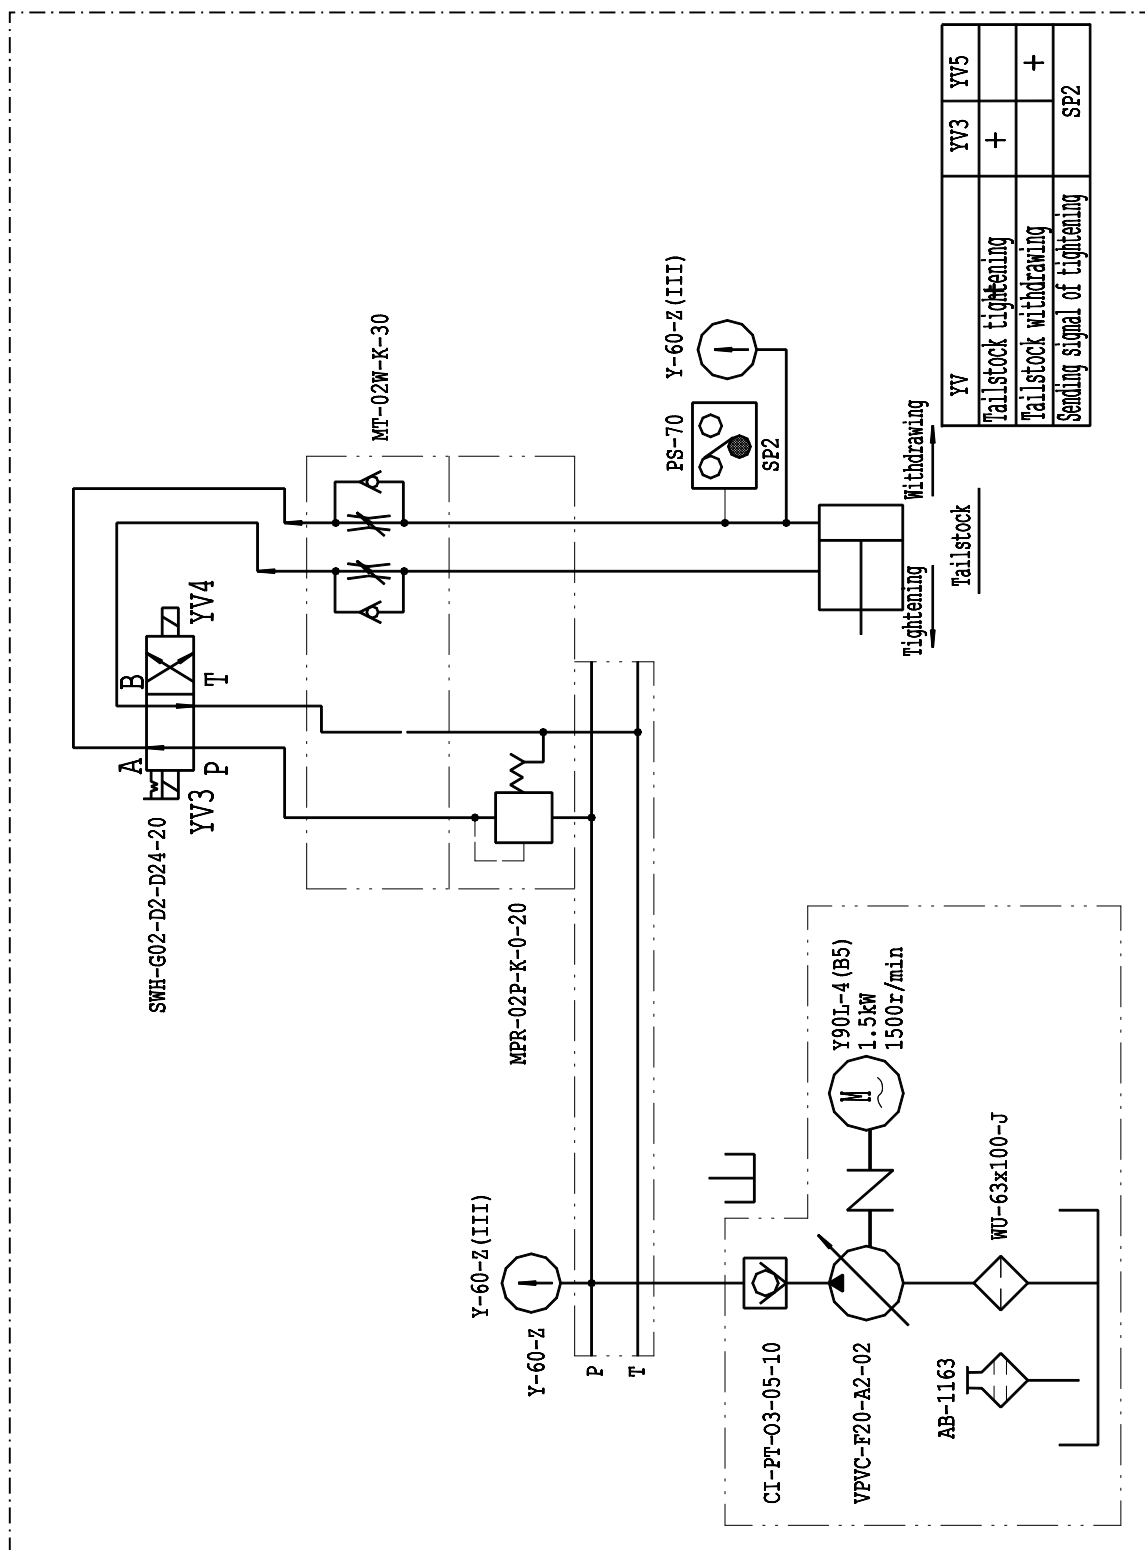 SWH-G02-D2-D24-20
YV3
A
P
B
T
YV4
MT-02W-K-30
MPR-02P-K-0-20
PS-70
SP2
Y-60-Z(III)
Tightening
Withdrawing
Tailstock
YV YV3 YV5
Tailstock tightening +
Tailstock withdrawing +
Sending signal of tightening SP2
Y-60-Z
Y-60-Z(III)
P
T
CI-PT-03-05-10
VPVC-F20-A2-02
AB-1163
WU-63x100-J
M
Y90L-4(B5)
1.5kW
1500r/min